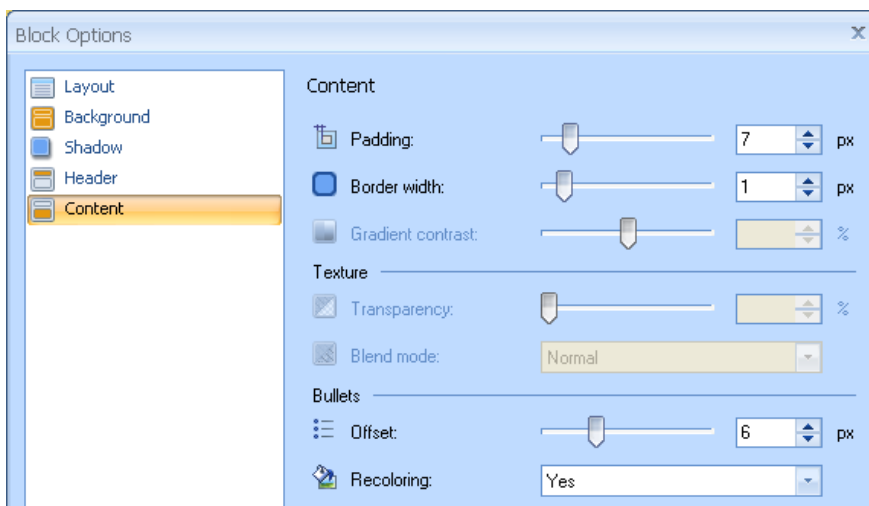 Block Options
Layout
Background
Shadow
Header
Content
Content
Padding: 7 px
Border width: 1 px
Gradient contrast: %
Texture
Transparency: %
Blend mode: Normal
Bullets
Offset: 6 px
Recoloring: Yes